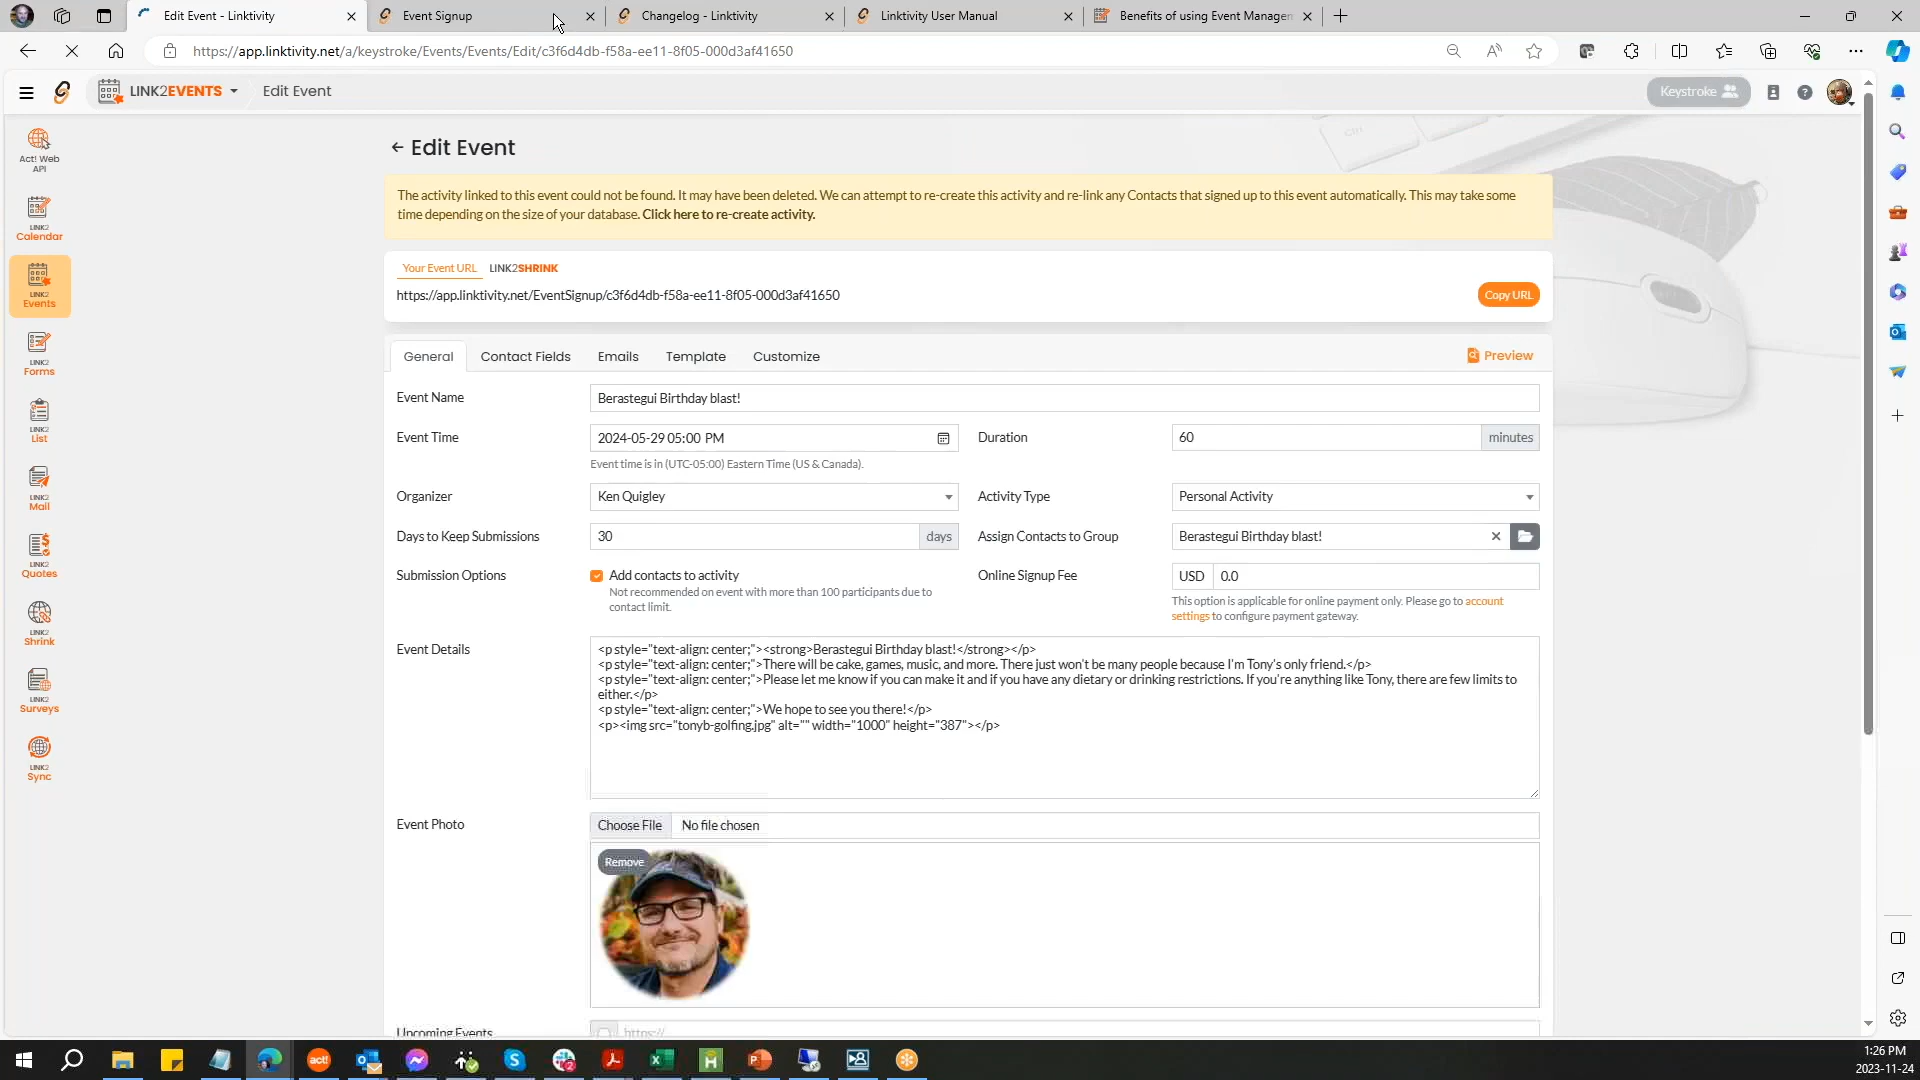 Edit Event - Linktivity
Event Signup
Changelog - Linktivity
Linktivity User Manual
Benefits of using Event Managem
https://app.linktivity.net/a/keystroke/Events/Events/Edit/c3f6d4db-f58a-ee11-8f05-000d3af41650
LINK2EVENTS
Edit Event
Keystroke
Act! Web
API
LINK2
Calendar
LINK2
Events
LINK2
Forms
LINK2
List
LINK2
Mail
LINK2
Quotes
LINK2
Shrink
LINK2
Surveys
LINK2
Sync
← Edit Event
The activity linked to this event could not be found. It may have been deleted. We can attempt to re-create this activity and re-link any Contacts that signed up to this event automatically. This may take some
time depending on the size of your database. Click here to re-create activity.
Your Event URL LINK2SHRINK
https://app.linktivity.net/EventSignup/c3f6d4db-f58a-ee11-8f05-000d3af41650
Copy URL
General Contact Fields Emails Template Customize
Preview
Event Name
Berastegui Birthday blast!
Event Time
2024-05-29 05:00 PM
Event time is in (UTC-05:00) Eastern Time (US & Canada).
Duration
60
minutes
Organizer
Ken Quigley
Activity Type
Personal Activity
Days to Keep Submissions
30
days
Assign Contacts to Group
Berastegui Birthday blast!
Submission Options
Add contacts to activity
Not recommended on event with more than 100 participants due to
contact limit.
Online Signup Fee
USD
0.0
This option is applicable for online payment only. Please go to account
settings to configure payment gateway.
Event Details
<p style="text-align: center;"><strong>Berastegui Birthday blast!</strong></p>
<p style="text-align: center;">There will be cake, games, music, and more. There just won't be many people because I'm Tony's only friend.</p>
<p style="text-align: center;">Please let me know if you can make it and if you have any dietary or drinking restrictions. If you're anything like Tony, there are few limits to
either.</p>
<p style="text-align: center;">We hope to see you there!</p>
<p><img src="tonyb-golfing.jpg" alt="" width="1000" height="387"></p>
Event Photo
Choose File No file chosen
Remove
Upcoming Events
https://
Ctrl
act!
1:26 PM
2023-11-24